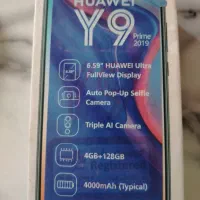 HUAWEI
Y9 Prime
2019
6.59" HUAWEI Ultra
FullView Display
Auto Pop-Up Selfie
Camera
Triple AI Camera
4GB+128GB
4000mAh (Typical)